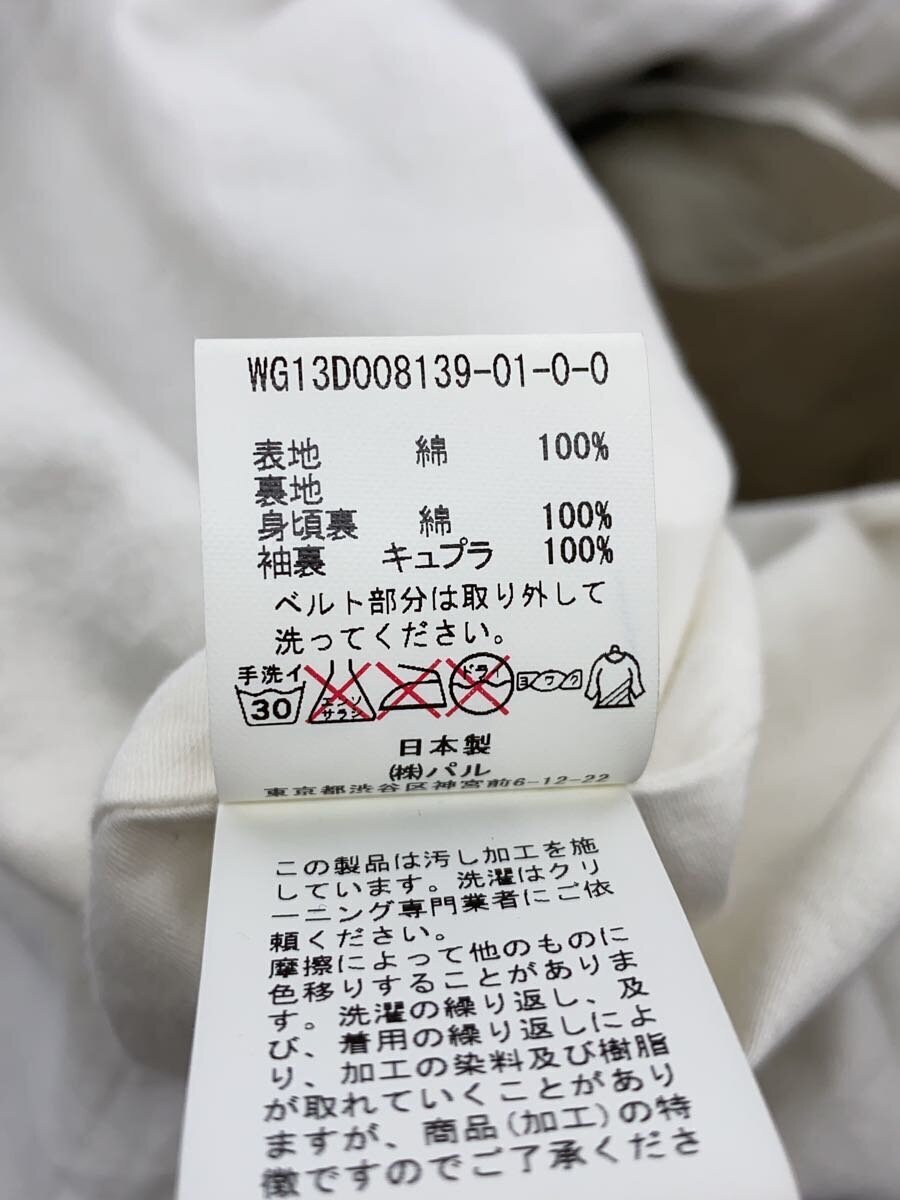 WG13D008139-01-0-0
表地 綿 100%
裏地
身頃裏 綿 100%
袖裏 キュプラ 100%
ベルト部分は取り外して
洗ってください。
手洗イ
30
エンソ
サラシ
ドライ
ヨワク
日本製
㈱パル
東京都渋谷区神宮前6-12-22
この製品は汚し加工を施
しています。洗濯はクリ
ーニング専門業者にご依
頼ください。
摩擦によって他のものに
色移りすることがありま
す。洗濯の繰り返し、及
び、着用の繰り返しによ
り、加工の染料及び樹脂
が取れていくことがあり
ますが、商品(加工)の特
徴ですのでご了承くださ